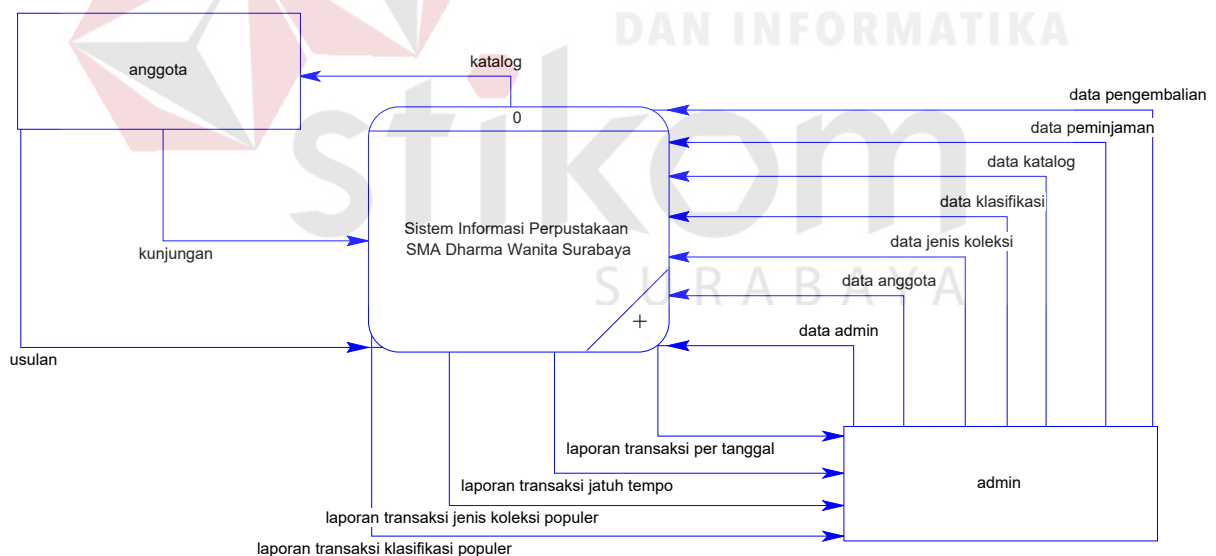 DAN INFORMATIKA
anggota
katalog
0
data pengembalian
data peminjaman
stikom
data katalog
data klasifikasi
Sistem Informasi Perpustakaan
SMA Dharma Wanita Surabaya
data jenis koleksi
kunjungan
SURABAYA
data anggota
+
data admin
usulan
laporan transaksi per tanggal
laporan transaksi jatuh tempo
admin
laporan transaksi jenis koleksi populer
laporan transaksi klasifikasi populer